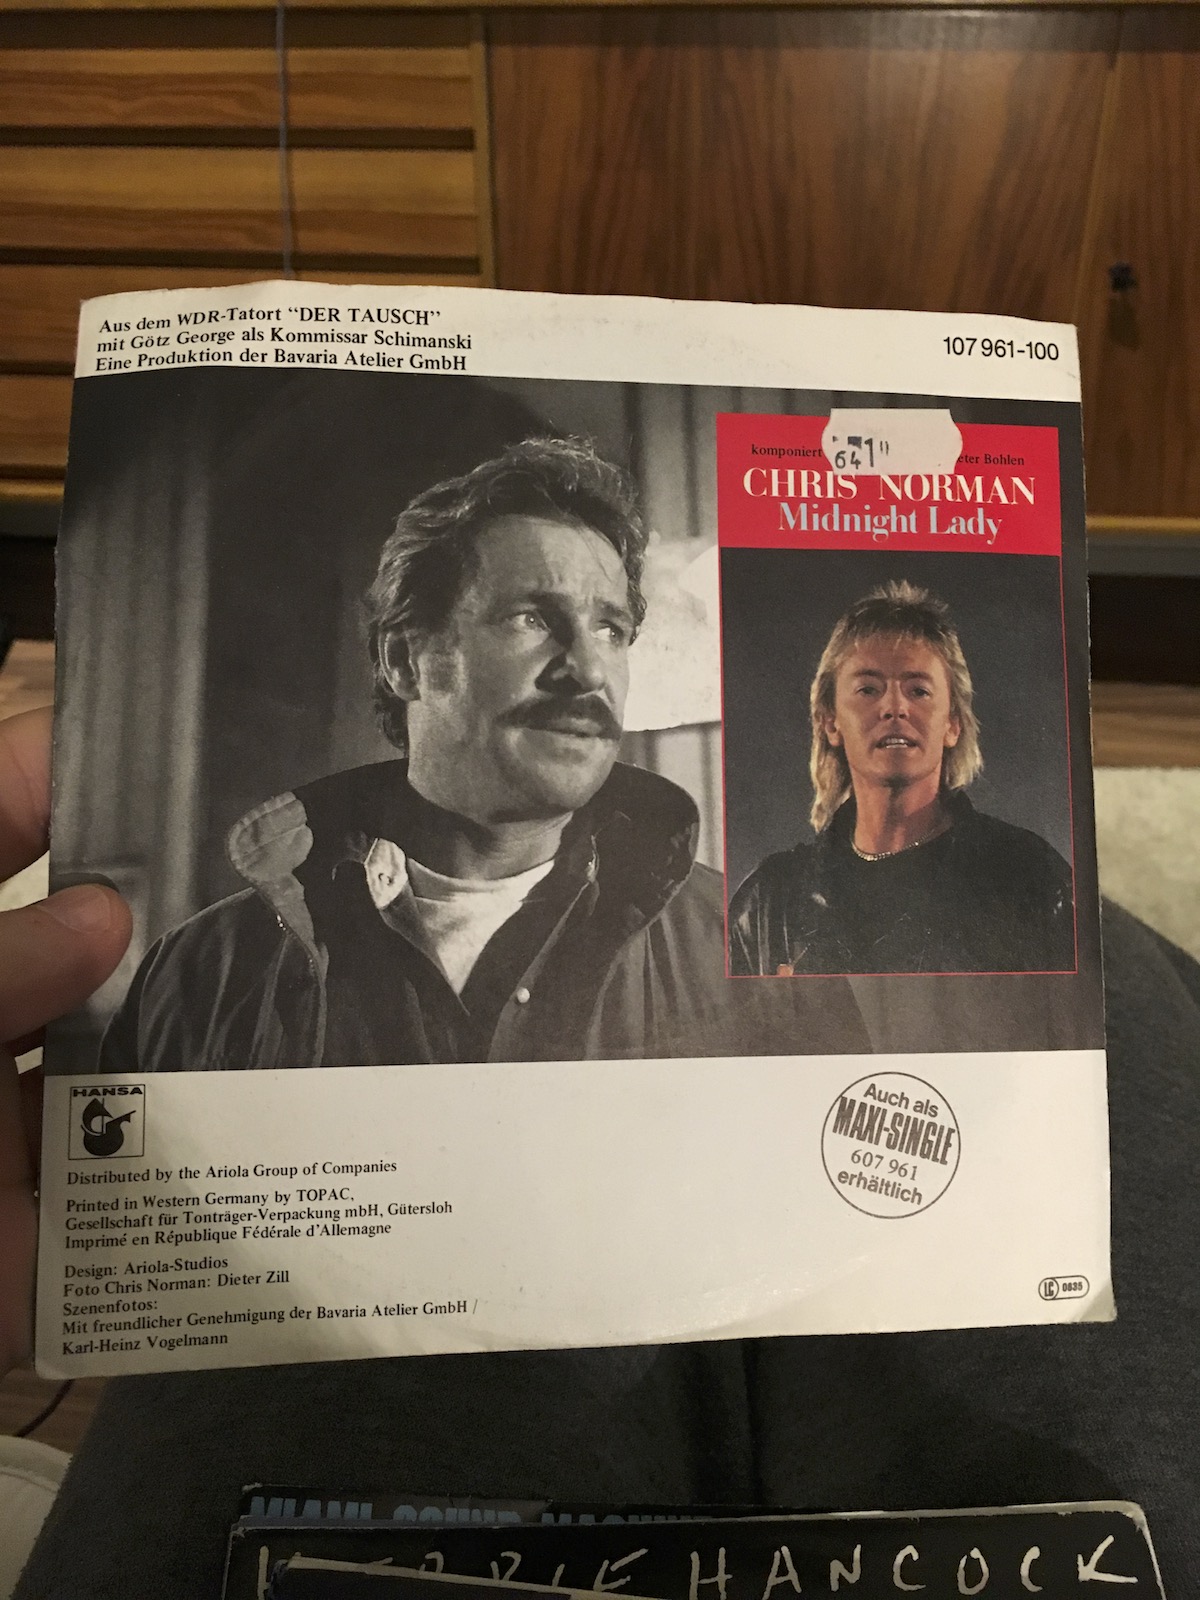 Aus dem WDR-Tatort “DER TAUSCH”
mit Götz George als Kommissar Schimanski
Eine Produktion der Bavaria Atelier GmbH
107 961-100
komponiert eter Bohlen
641
CHRIS NORMAN
Midnight Lady
HANSA
Distributed by the Ariola Group of Companies
Printed in Western Germany by TOPAC,
Gesellschaft für Tonträger-Verpackung mbH, Gütersloh
Imprimé en République Fédérale d’Allemagne
Design: Ariola-Studios
Foto Chris Norman: Dieter Zill
Szenenfotos:
Mit freundlicher Genehmigung der Bavaria Atelier GmbH /
Karl-Heinz Vogelmann
Auch als
MAXI-SINGLE
607 961
erhältlich
LC 0835
MIAMI SOUND MACHINE
HANCOCK